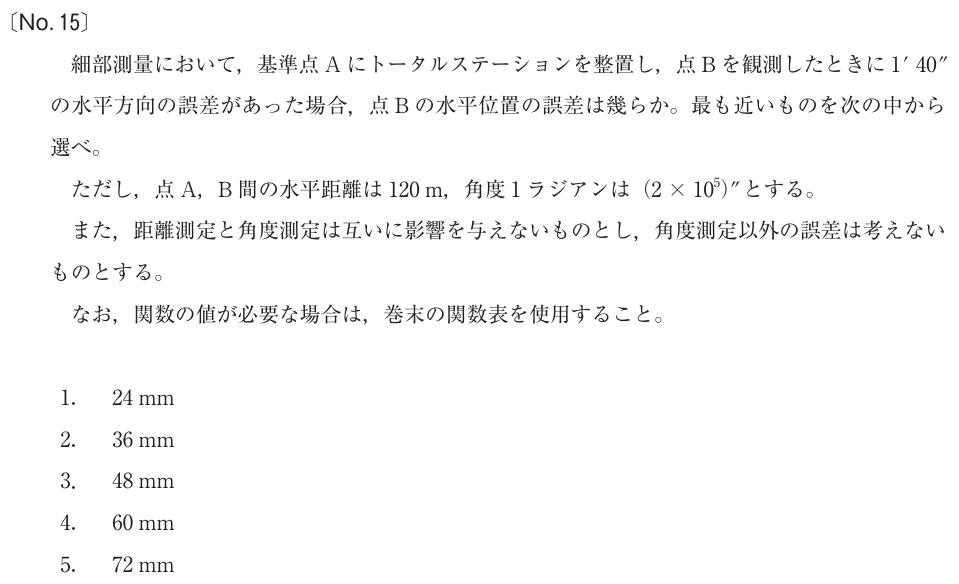 〔No. 15〕
細部測量において，基準点 A にトータルステーションを整置し，点 B を観測したときに 1′ 40″
の水平方向の誤差があった場合，点 B の水平位置の誤差は幾らか。最も近いものを次の中から
選べ。
ただし，点 A，B 間の水平距離は 120 m，角度 1 ラジアンは（2 × 10⁵）″ とする。
また，距離測定と角度測定は互いに影響を与えないものとし，角度測定以外の誤差は考えない
ものとする。
なお，関数の値が必要な場合は，巻末の関数表を使用すること。
1. 24 mm
2. 36 mm
3. 48 mm
4. 60 mm
5. 72 mm